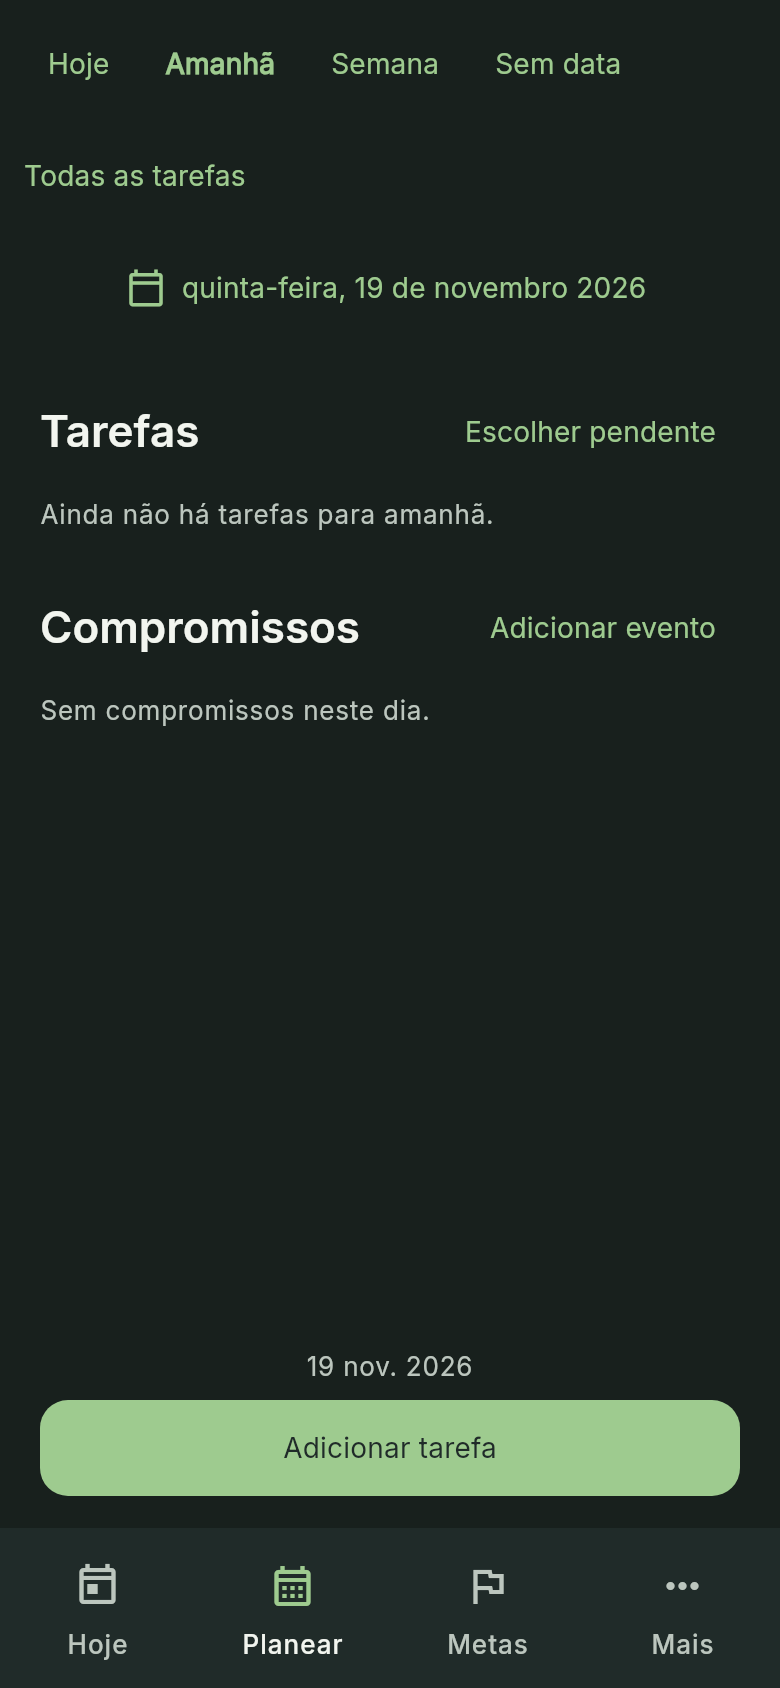 Hoje Amanhã Semana Sem data
Todas as tarefas
quinta-feira, 19 de novembro 2026
Tarefas Escolher pendente
Ainda não há tarefas para amanhã.
Compromissos Adicionar evento
Sem compromissos neste dia.
19 nov. 2026
Adicionar tarefa
Hoje Planear Metas Mais